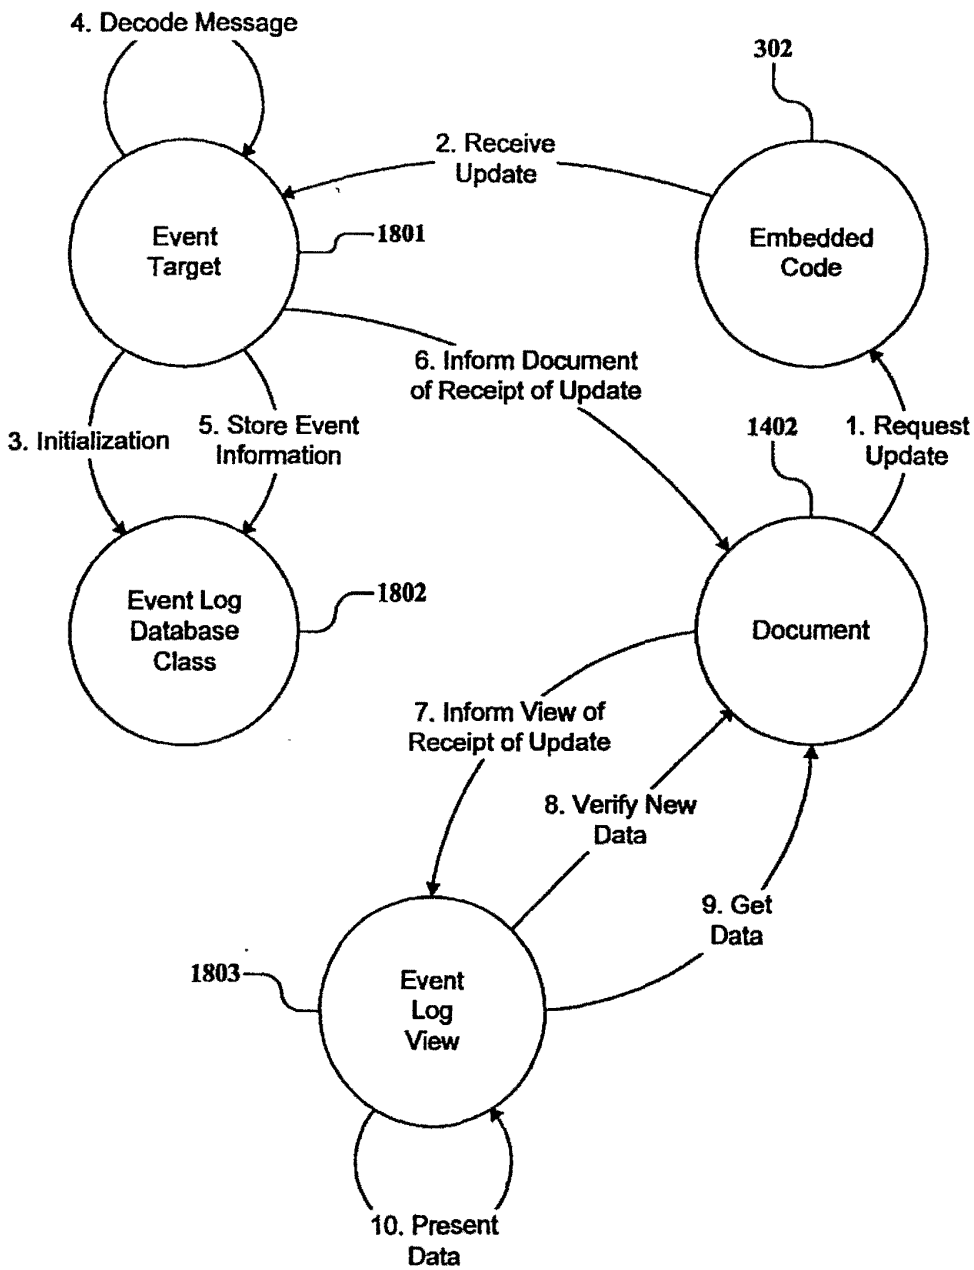 4. Decode Message
302
2. Receive
Update
1801
Event
Target
Embedded
Code
6. Inform Document
of Receipt of Update
3. Initialization
5. Store Event
Information
1402
1. Request
Update
Event Log
Database
Class
1802
Document
7. Inform View of
Receipt of Update
8. Verify New
Data
9. Get
Data
1803
Event
Log
View
10. Present
Data